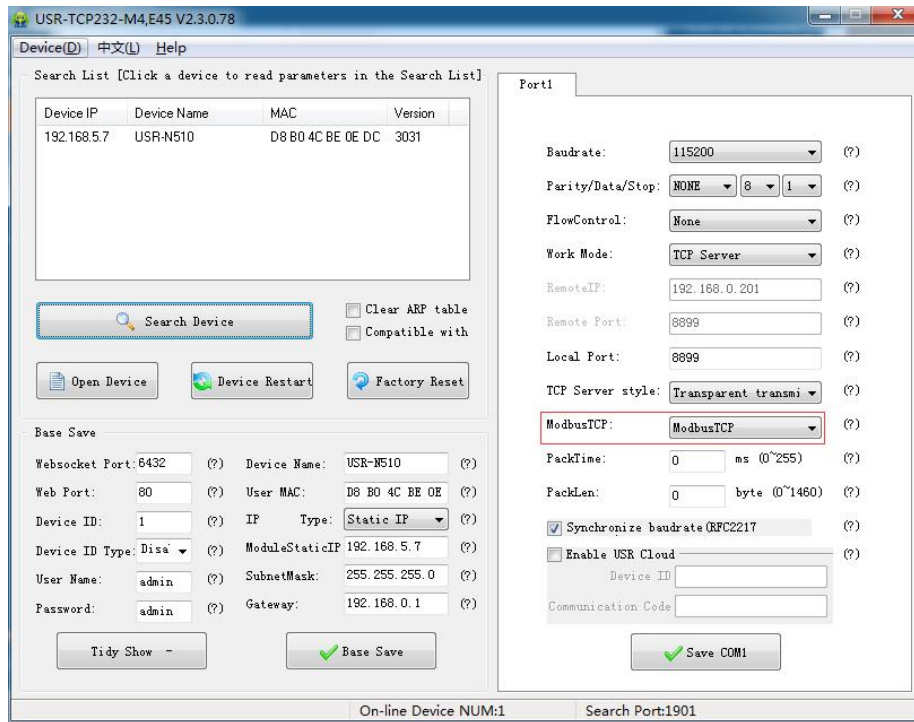 USR-TCP232-M4,E45 V2.3.0.78
Device(D) 中文(L) Help
Search List [Click a device to read parameters in the Search List]
Device IP Device Name MAC Version
192.168.5.7 USR-N510 D8 B0 4C BE 0E DC 3031
Search Device
Clear ARP table
Compatible with
Open Device
Device Restart
Factory Reset
Base Save
Websocket Port: 6432 (?) Device Name: USR-N510 (?)
Web Port: 80 (?) User MAC: D8 B0 4C BE 0E (?)
Device ID: 1 (?) IP Type: Static IP (?)
Device ID Type: Disa (?) ModuleStaticIP 192.168.5.7 (?)
User Name: admin (?) SubnetMask: 255.255.255.0 (?)
Password: admin (?) Gateway: 192.168.0.1 (?)
Tidy Show -
Base Save
Port1
Baudrate: 115200 (?)
Parity/Data/Stop: NONE 8 1 (?)
FlowControl: None (?)
Work Mode: TCP Server (?)
RemoteIP: 192.168.0.201 (?)
Remote Port: 8899 (?)
Local Port: 8899 (?)
TCP Server style: Transparent transmi (?)
ModbusTCP: ModbusTCP (?)
PackTime: 0 ms (0~255) (?)
PackLen: 0 byte (0~1460) (?)
Synchronize baudrate(RFC2217 (?)
Enable USR Cloud (?)
Device ID
Communication Code
Save COM1
On-line Device NUM:1 Search Port:1901